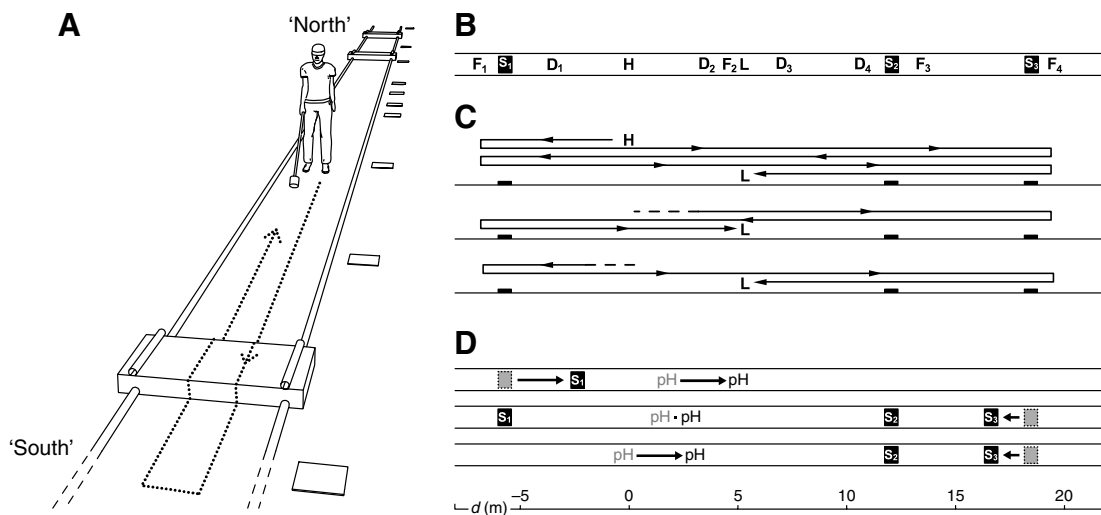 A
'North'
'South'
B
F₁ S₁ D₁ H D₂ F₂ L D₃ D₄ S₂ F₃ S₃ F₄
C
H
L
L
L
D
S₁ pH pH
S₁ pH pH S₂ S₃
pH pH S₂ S₃
d (m) –5 0 5 10 15 20